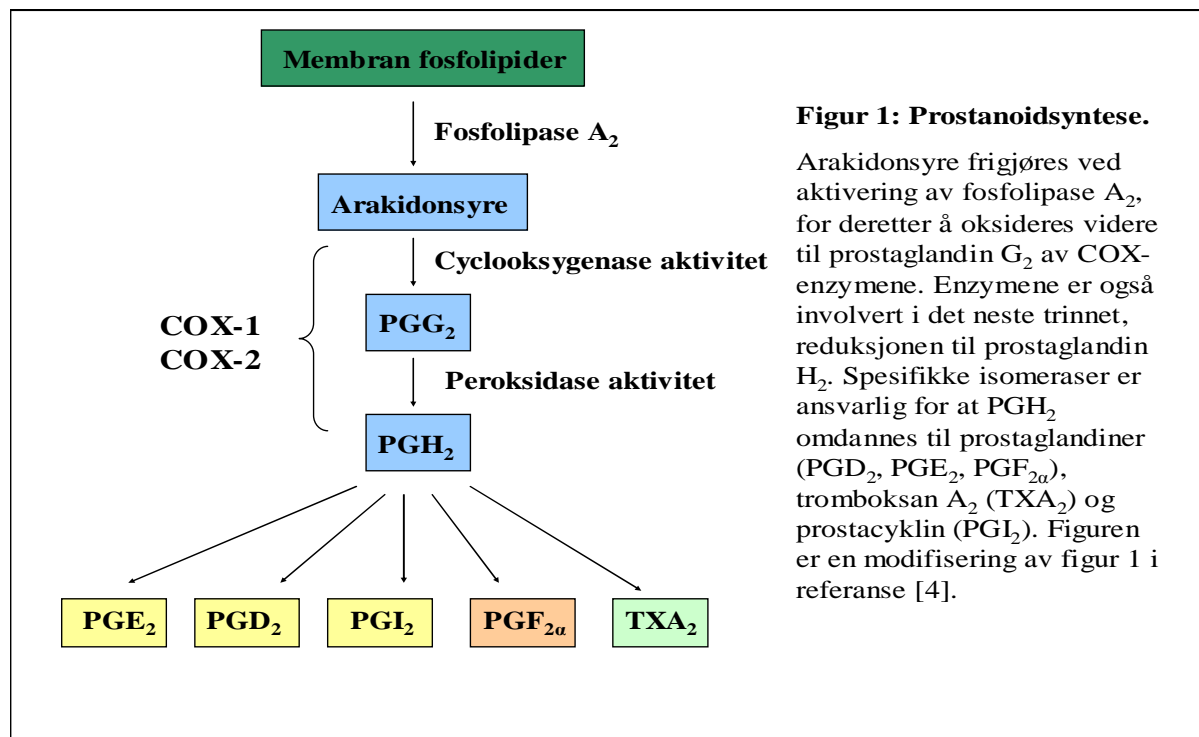 Membran fosfolipider
Fosfolipase A₂
Arakidonsyre
Cyclooksygenase aktivitet
COX-1
COX-2
PGG₂
Peroksidase aktivitet
PGH₂
PGE₂
PGD₂
PGI₂
PGF₂α
TXA₂
Figur 1: Prostanoidsyntese.
Arakidonsyre frigjøres ved
aktivering av fosfolipase A₂,
for deretter å oksideres videre
til prostaglandin G₂ av COX-
enzymene. Enzymene er også
involvert i det neste trinnet,
reduksjonen til prostaglandin
H₂. Spesifikke isomeraser er
ansvarlig for at PGH₂
omdannes til prostaglandiner
(PGD₂, PGE₂, PGF₂α),
tromboksan A₂ (TXA₂) og
prostacyklin (PGI₂). Figuren
er en modifisering av figur 1 i
referanse [4].